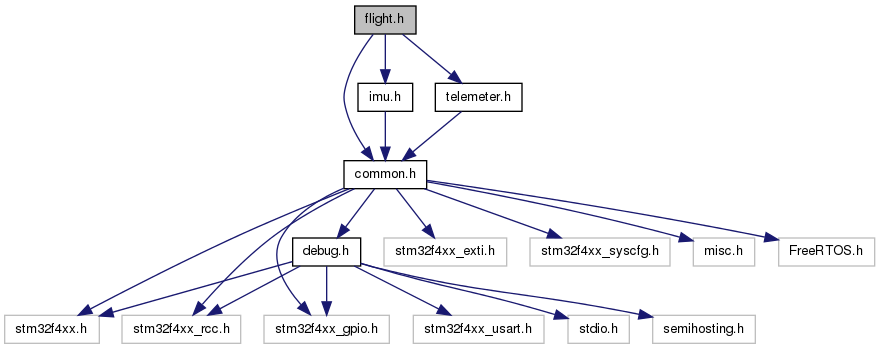 flight.h
imu.h
telemeter.h
common.h
debug.h
stm32f4xx_exti.h
stm32f4xx_syscfg.h
misc.h
FreeRTOS.h
stm32f4xx.h
stm32f4xx_rcc.h
stm32f4xx_gpio.h
stm32f4xx_usart.h
stdio.h
semihosting.h